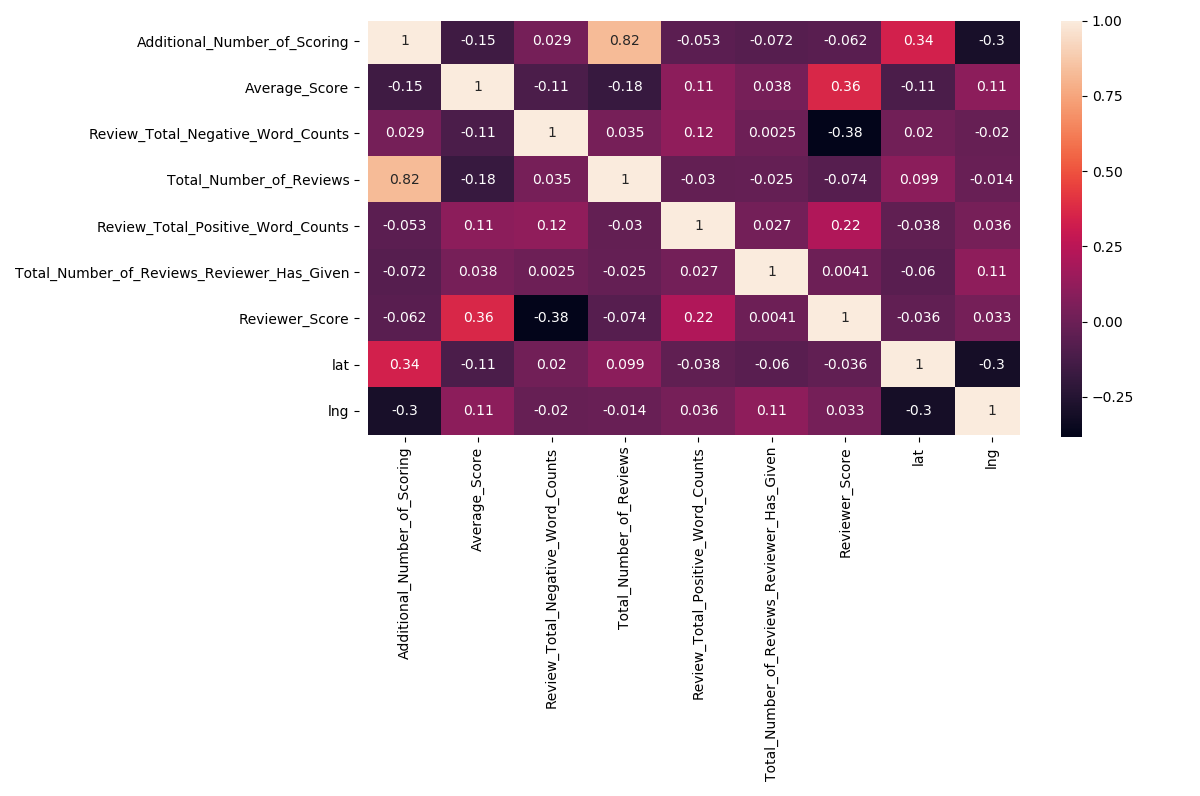 Additional_Number_of_Scoring 1 -0.15 0.029 0.82 -0.053 -0.072 -0.062 0.34 -0.3
Average_Score -0.15 1 -0.11 -0.18 0.11 0.038 0.36 -0.11 0.11
Review_Total_Negative_Word_Counts 0.029 -0.11 1 0.035 0.12 0.0025 -0.38 0.02 -0.02
Total_Number_of_Reviews 0.82 -0.18 0.035 1 -0.03 -0.025 -0.074 0.099 -0.014
Review_Total_Positive_Word_Counts -0.053 0.11 0.12 -0.03 1 0.027 0.22 -0.038 0.036
Total_Number_of_Reviews_Reviewer_Has_Given -0.072 0.038 0.0025 -0.025 0.027 1 0.0041 -0.06 0.11
Reviewer_Score -0.062 0.36 -0.38 -0.074 0.22 0.0041 1 -0.036 0.033
lat 0.34 -0.11 0.02 0.099 -0.038 -0.06 -0.036 1 -0.3
lng -0.3 0.11 -0.02 -0.014 0.036 0.11 0.033 -0.3 1
Additional_Number_of_Scoring
Average_Score
Review_Total_Negative_Word_Counts
Total_Number_of_Reviews
Review_Total_Positive_Word_Counts
Total_Number_of_Reviews_Reviewer_Has_Given
Reviewer_Score
lat
lng
1.00
0.75
0.50
0.25
0.00
−0.25